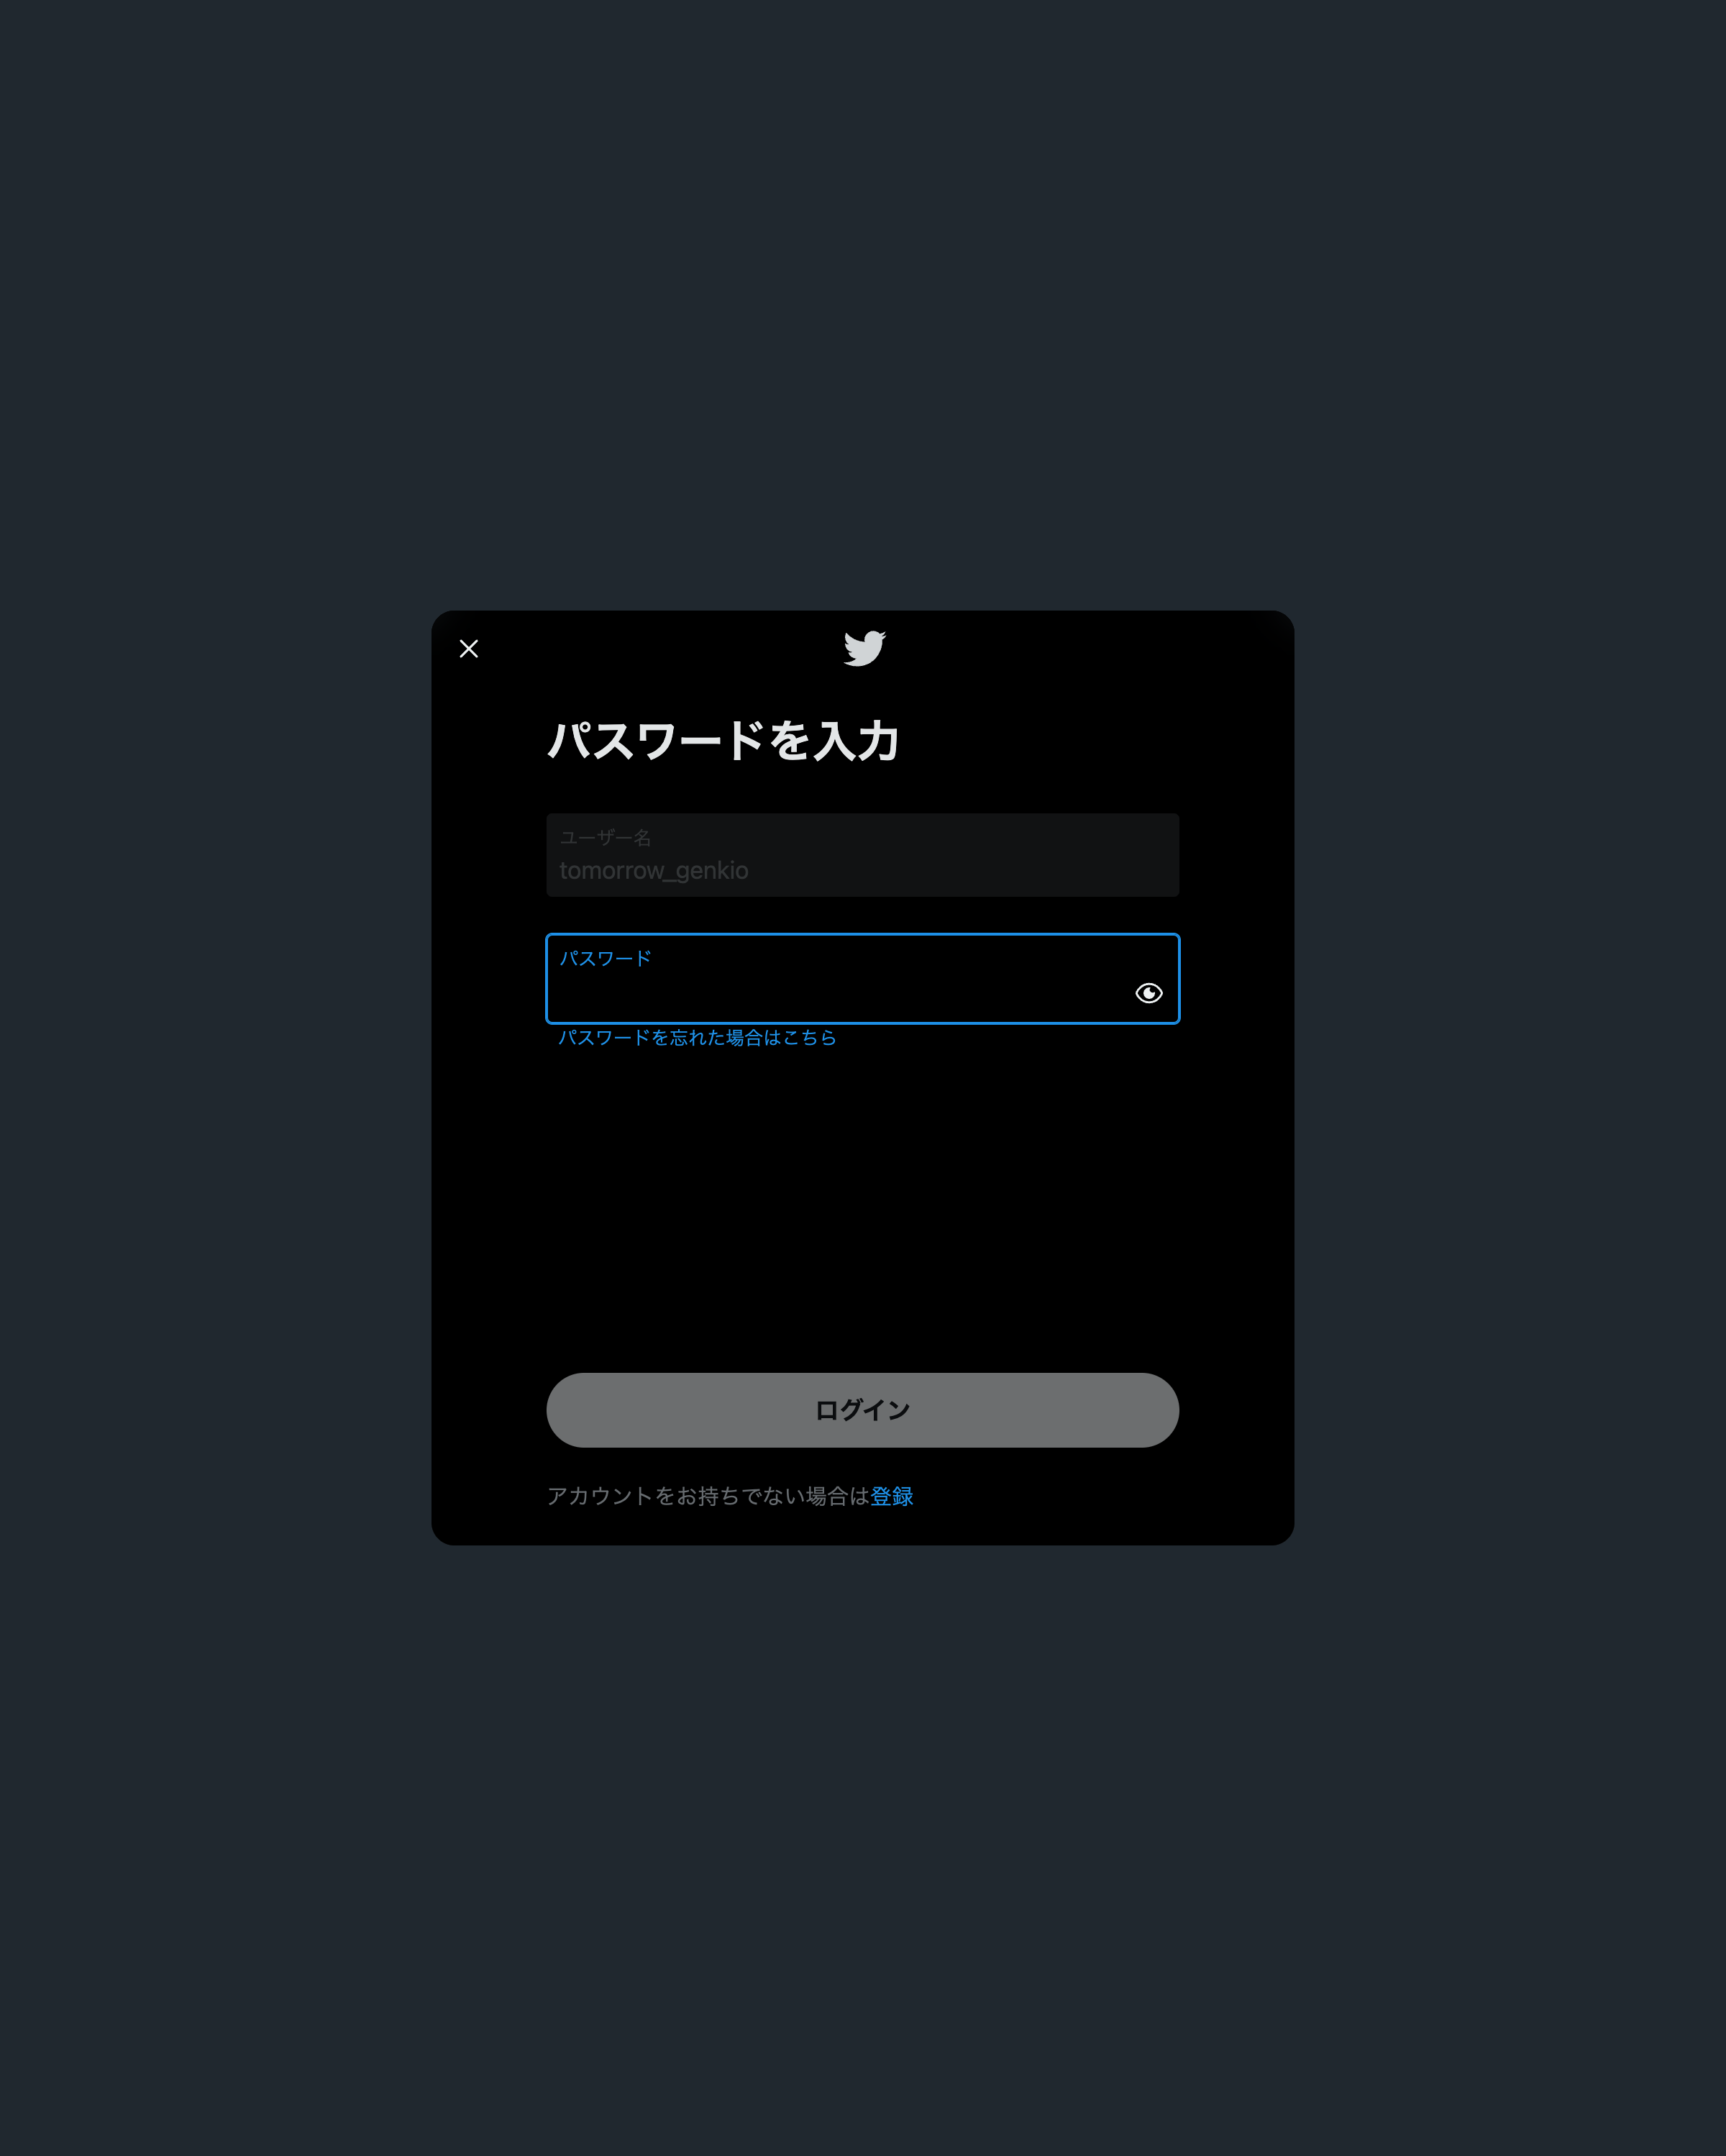 パスワードを入力
ユーザー名
tomorrow_genkio
パスワード
パスワードを忘れた場合はこちら
ログイン
アカウントをお持ちでない場合は登録